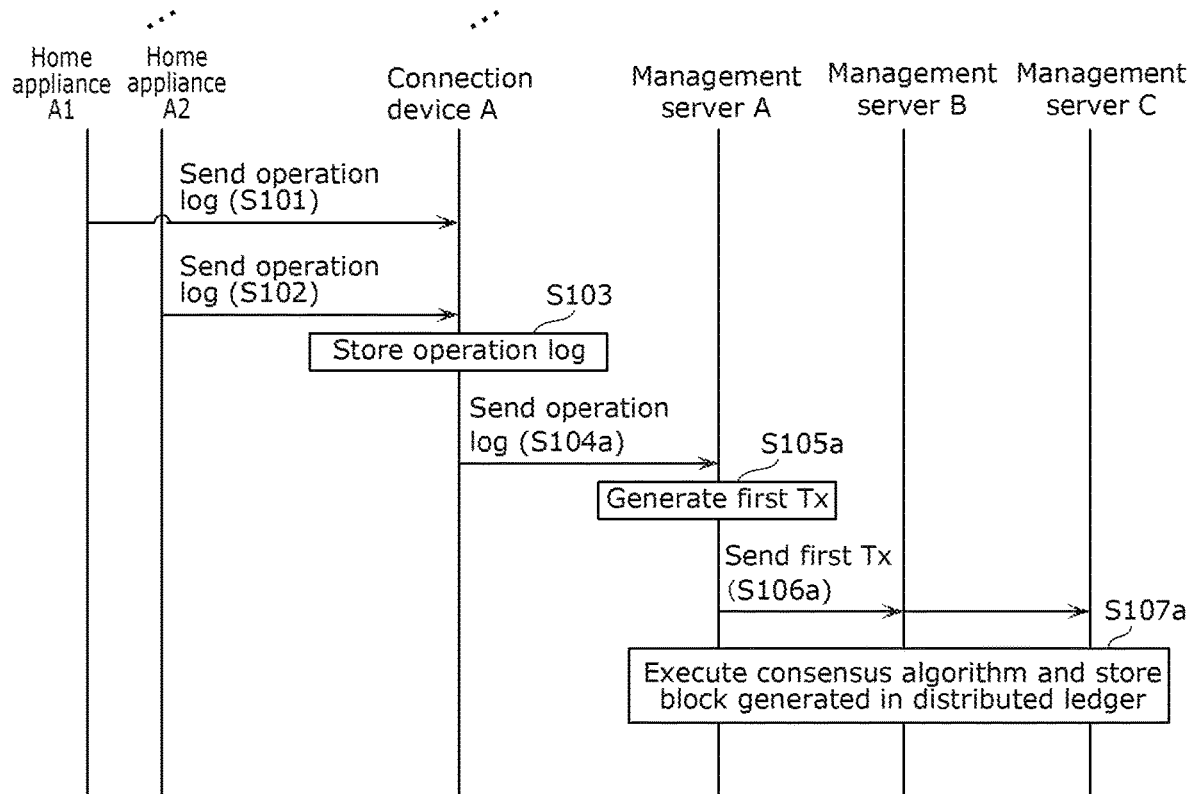 Home
appliance
A1
Home
appliance
A2
Connection
device A
Management
server A
Management
server B
Management
server C
Send operation
log (S101)
Send operation
log (S102)
S103
Store operation log
Send operation
log (S104a)
S105a
Generate first Tx
Send first Tx
(S106a)
S107a
Execute consensus algorithm and store
block generated in distributed ledger